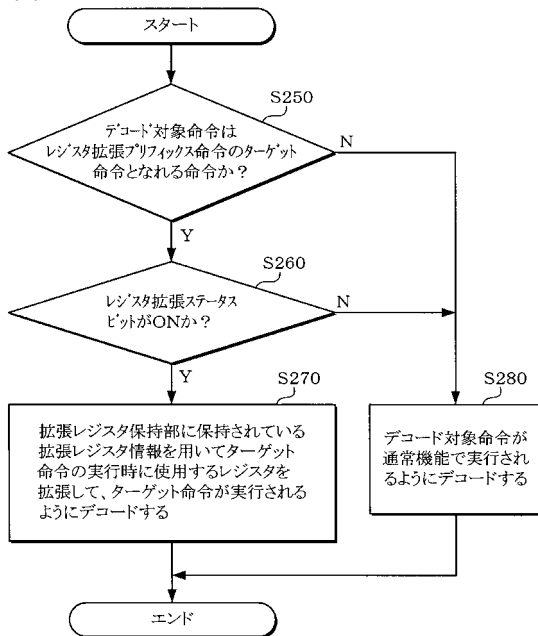 スタート
S250
デコード対象命令は
レジスタ拡張プリフィックス命令のターゲット
命令となれる命令か？
N
Y
S260
レジスタ拡張ステータス
ビットがONか？
N
Y
S270
拡張レジスタ保持部に保持されている
拡張レジスタ情報を用いてターゲット
命令の実行時に使用するレジスタを
拡張して、ターゲット命令が実行される
ようにデコードする
S280
デコード対象命令が
通常機能で実行され
るようにデコードする
エンド